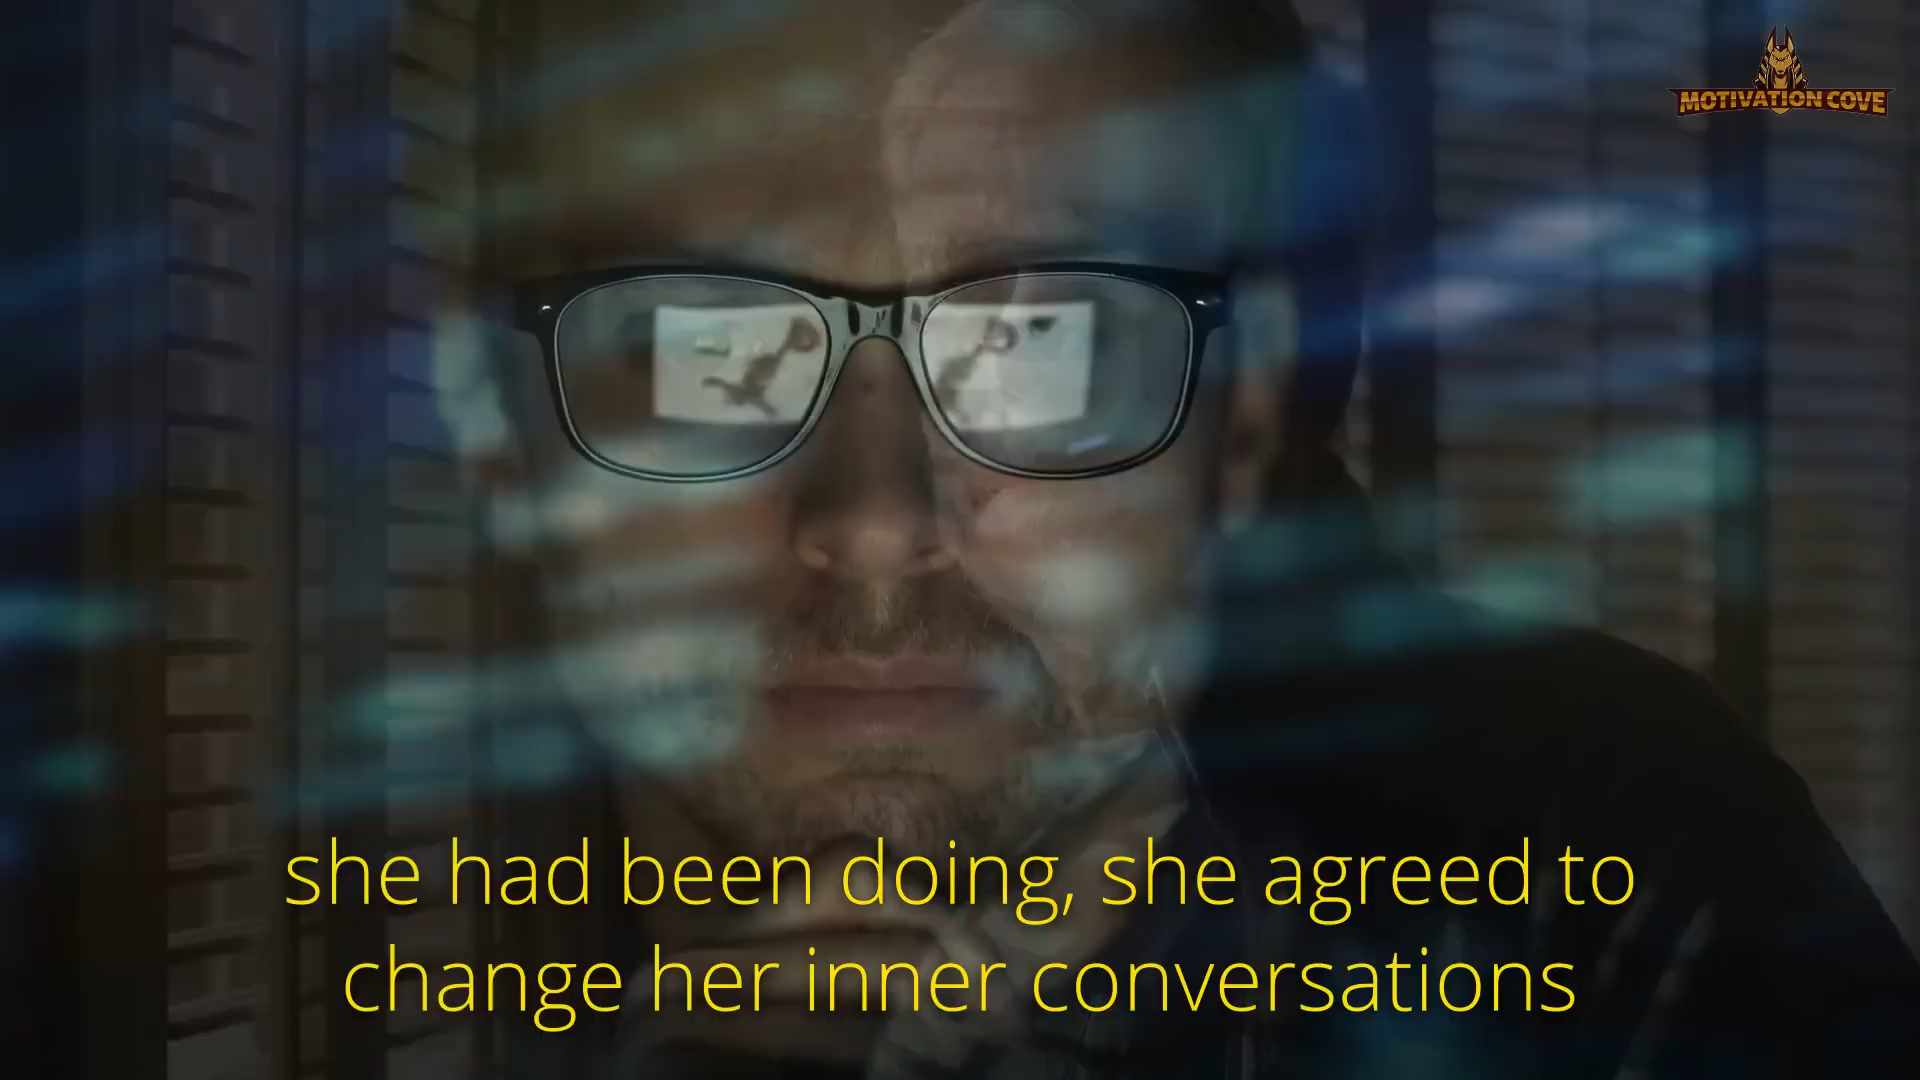 MOTIVATION COVE
she had been doing, she agreed to
change her inner conversations